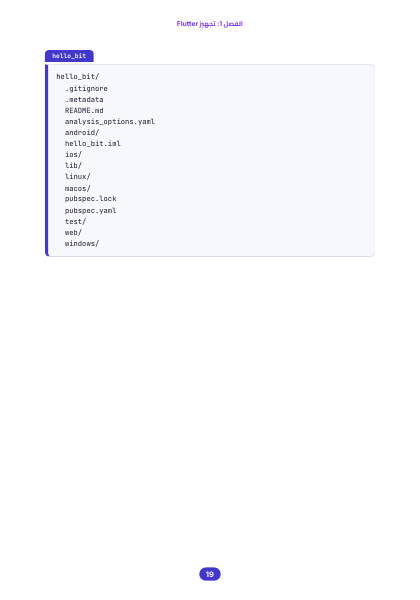 الفصل 1: تجهيز Flutter
hello_bit
hello_bit/
  .gitignore
  .metadata
  README.md
  analysis_options.yaml
  android/
  hello_bit.iml
  ios/
  lib/
  linux/
  macos/
  pubspec.lock
  pubspec.yaml
  test/
  web/
  windows/
19